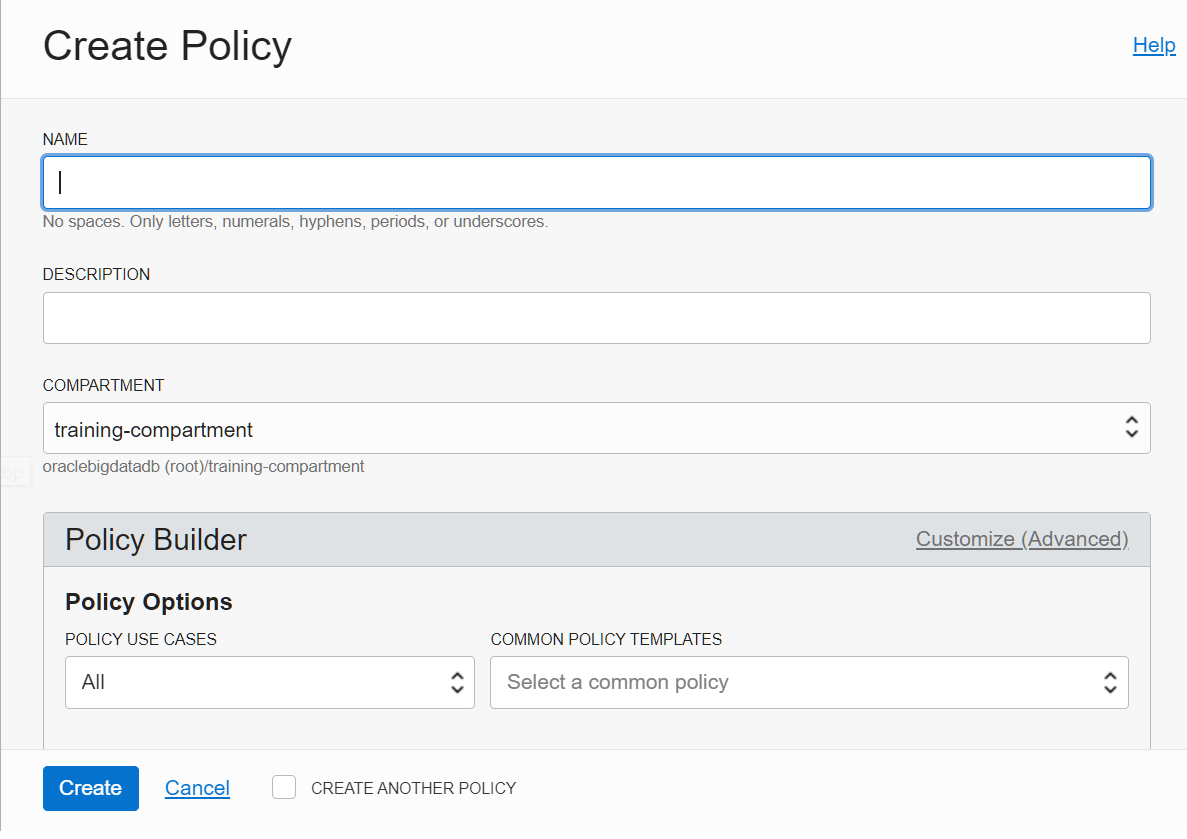 Create Policy
Help
NAME
No spaces. Only letters, numerals, hyphens, periods, or underscores.
DESCRIPTION
COMPARTMENT
training-compartment
oraclebigdatadb (root)/training-compartment
Policy Builder
Customize (Advanced)
Policy Options
POLICY USE CASES
COMMON POLICY TEMPLATES
All
Select a common policy
Create
Cancel
CREATE ANOTHER POLICY